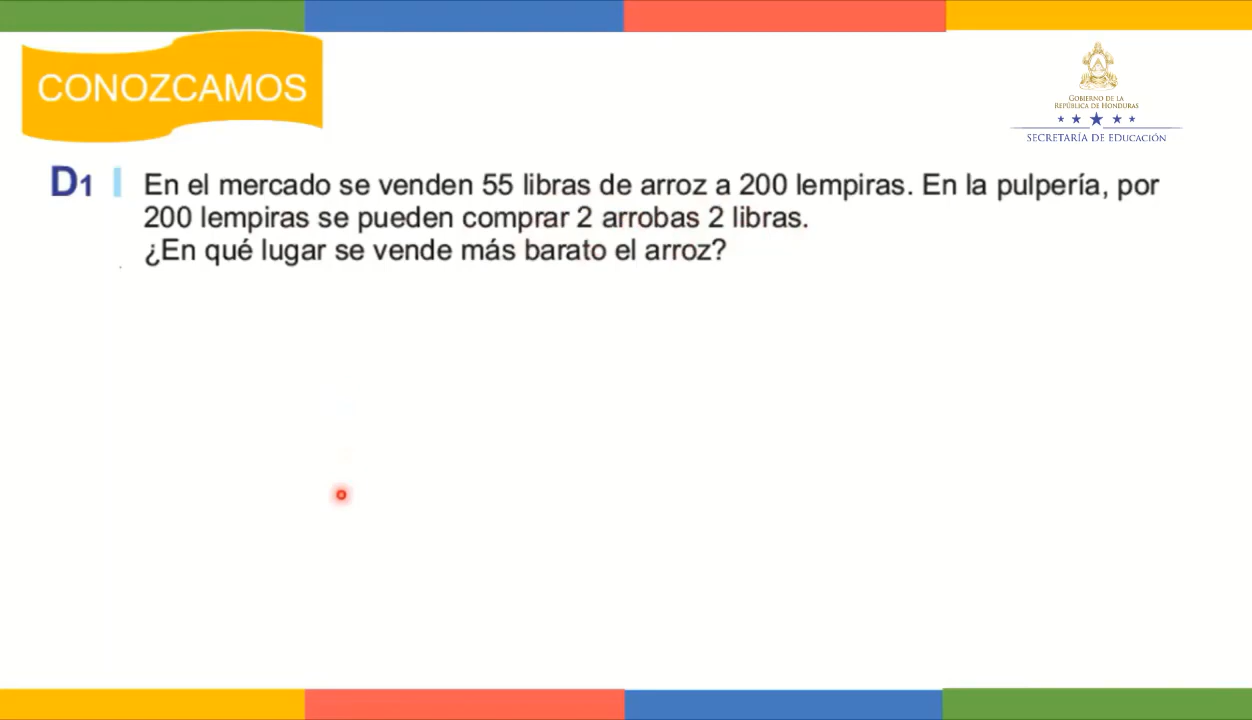 CONOZCAMOS
GOBIERNO DE LA
REPÚBLICA DE HONDURAS
SECRETARÍA DE EDUCACIÓN
D1 En el mercado se venden 55 libras de arroz a 200 lempiras. En la pulpería, por
200 lempiras se pueden comprar 2 arrobas 2 libras.
¿En qué lugar se vende más barato el arroz?